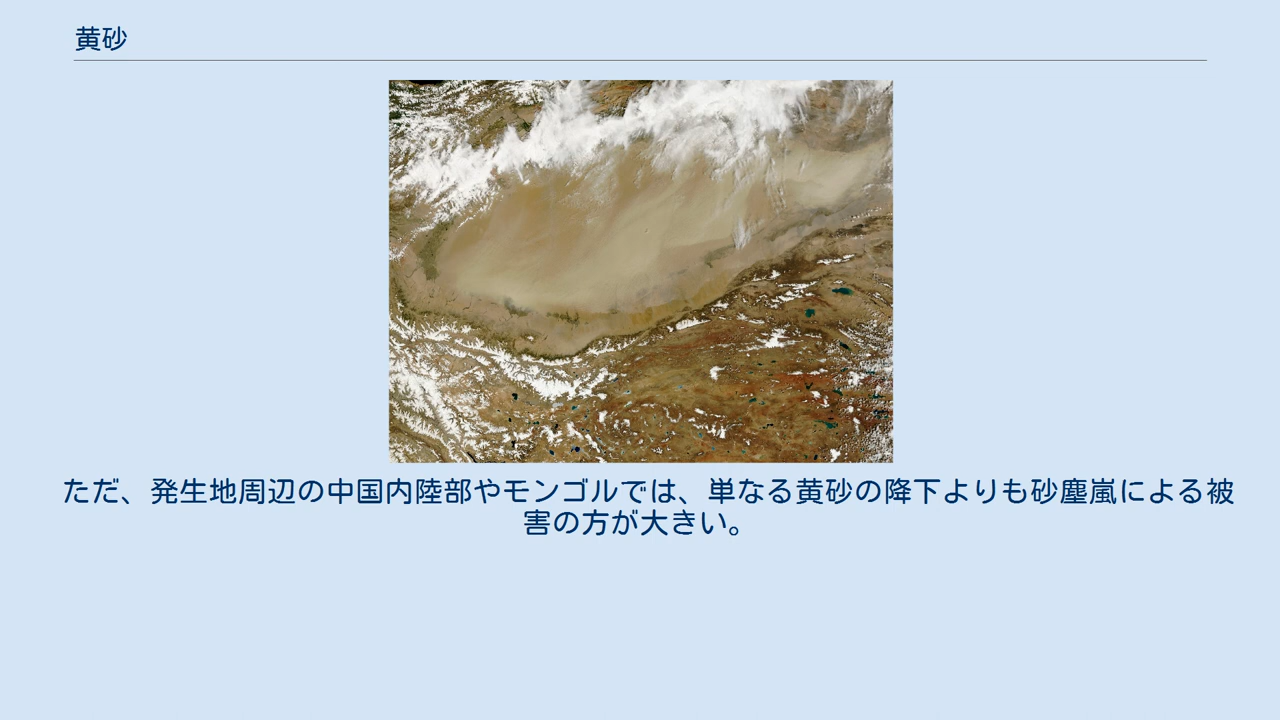 黄砂
ただ、発生地周辺の中国内陸部やモンゴルでは、単なる黄砂の降下よりも砂塵嵐による被
害の方が大きい。